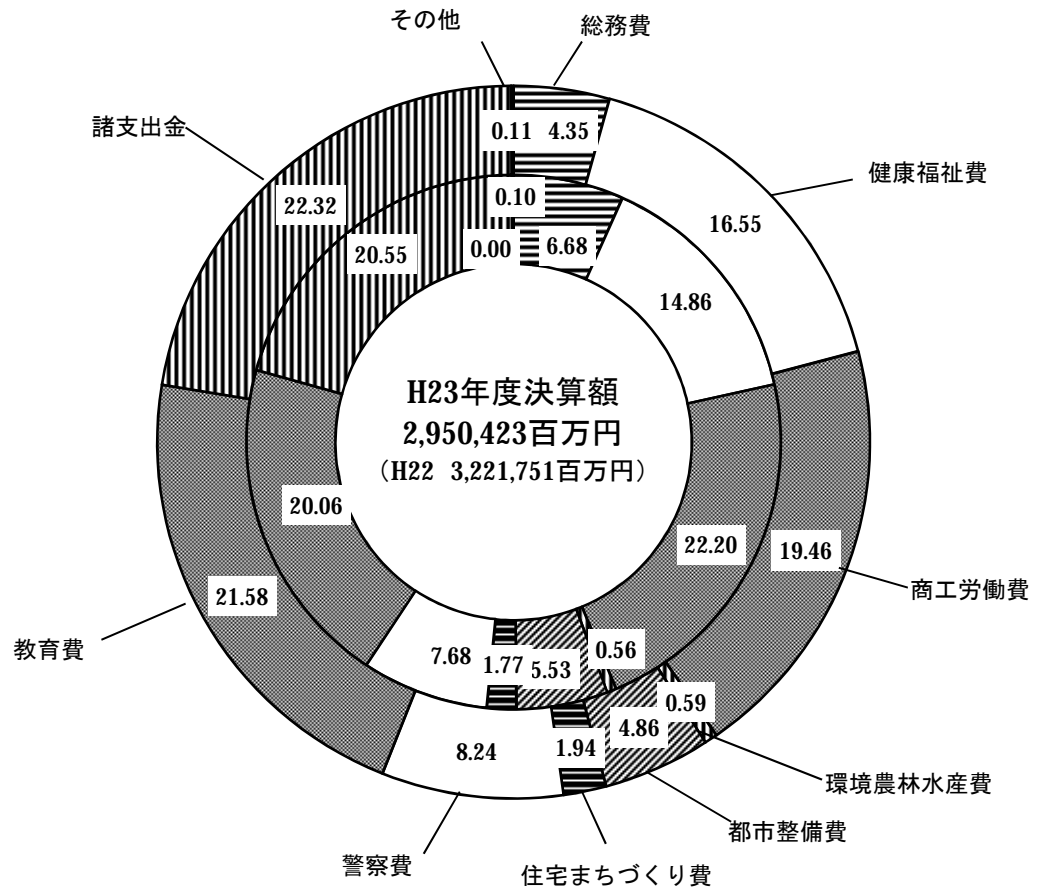 その他
総務費
諸支出金
0.11 4.35
健康福祉費
22.32
0.10
16.55
20.55
0.00
6.68
14.86
H23年度決算額
2,950,423百万円
（H22 3,221,751百万円）
20.06
22.20
19.46
商工労働費
21.58
教育費
7.68
1.77
5.53
0.56
0.59
4.86
8.24
1.94
環境農林水産費
都市整備費
警察費
住宅まちづくり費